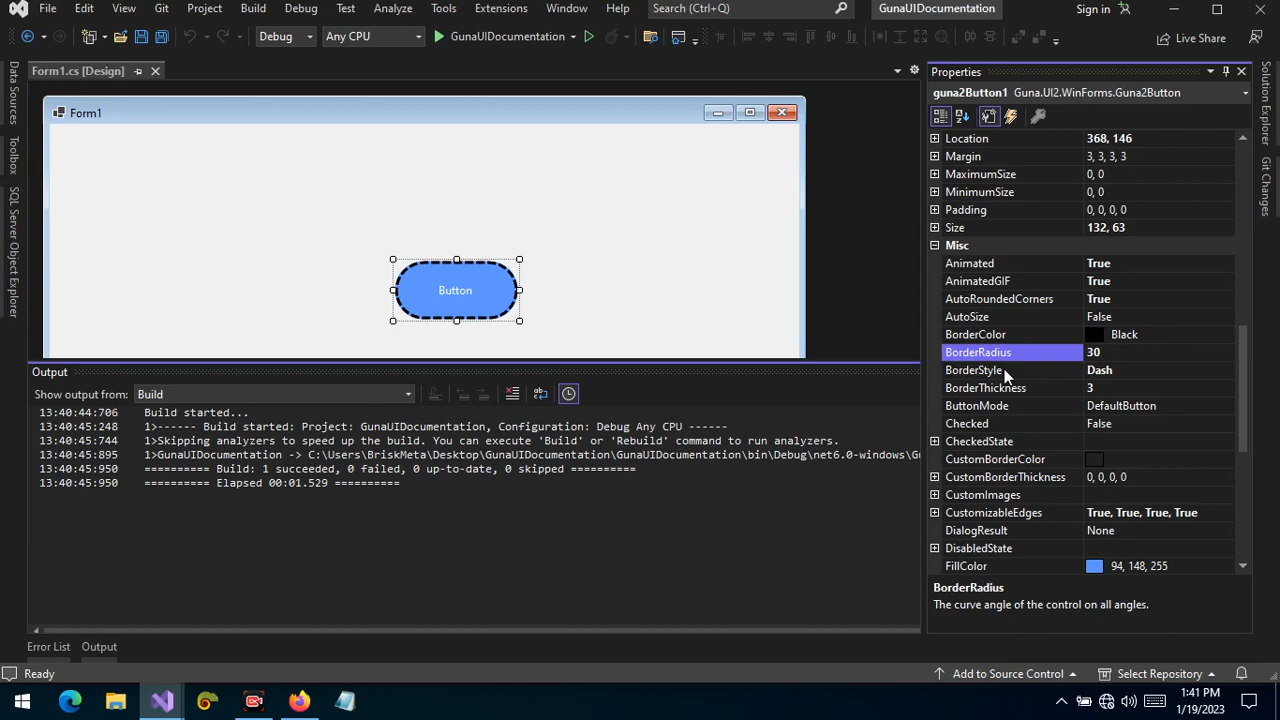 File Edit View Git Project Build Debug Test Analyze Tools Extensions Window Help Search (Ctrl+Q) GunaUIDocumentation Sign in
Debug Any CPU GunaUIDocumentation Live Share
Form1.cs [Design]
Data Sources
Toolbox
SQL Server Object Explorer
Form1
Button
Output
Show output from: Build
13:40:44:706 Build started...
13:40:45:248 1>------ Build started: Project: GunaUIDocumentation, Configuration: Debug Any CPU ------
13:40:45:744 1>Skipping analyzers to speed up the build. You can execute 'Build' or 'Rebuild' command to run analyzers.
13:40:45:895 1>GunaUIDocumentation -> C:\Users\BriskMeta\Desktop\GunaUIDocumentation\GunaUIDocumentation\bin\Debug\net6.0-windows\Gu
13:40:45:950 ========== Build: 1 succeeded, 0 failed, 0 up-to-date, 0 skipped ==========
13:40:45:950 ========== Elapsed 00:01.529 ==========
Properties
guna2Button1 Guna.UI2.WinForms.Guna2Button
Location 368, 146
Margin 3, 3, 3, 3
MaximumSize 0, 0
MinimumSize 0, 0
Padding 0, 0, 0, 0
Size 132, 63
Misc
Animated True
AnimatedGIF True
AutoRoundedCorners True
AutoSize False
BorderColor Black
BorderRadius 30
BorderStyle Dash
BorderThickness 3
ButtonMode DefaultButton
Checked False
CheckedState
CustomBorderColor
CustomBorderThickness 0, 0, 0, 0
CustomImages
CustomizableEdges True, True, True, True
DialogResult None
DisabledState
FillColor 94, 148, 255
BorderRadius
The curve angle of the control on all angles.
Solution Explorer
Git Changes
Error List Output
Ready Add to Source Control Select Repository
1:41 PM
1/19/2023